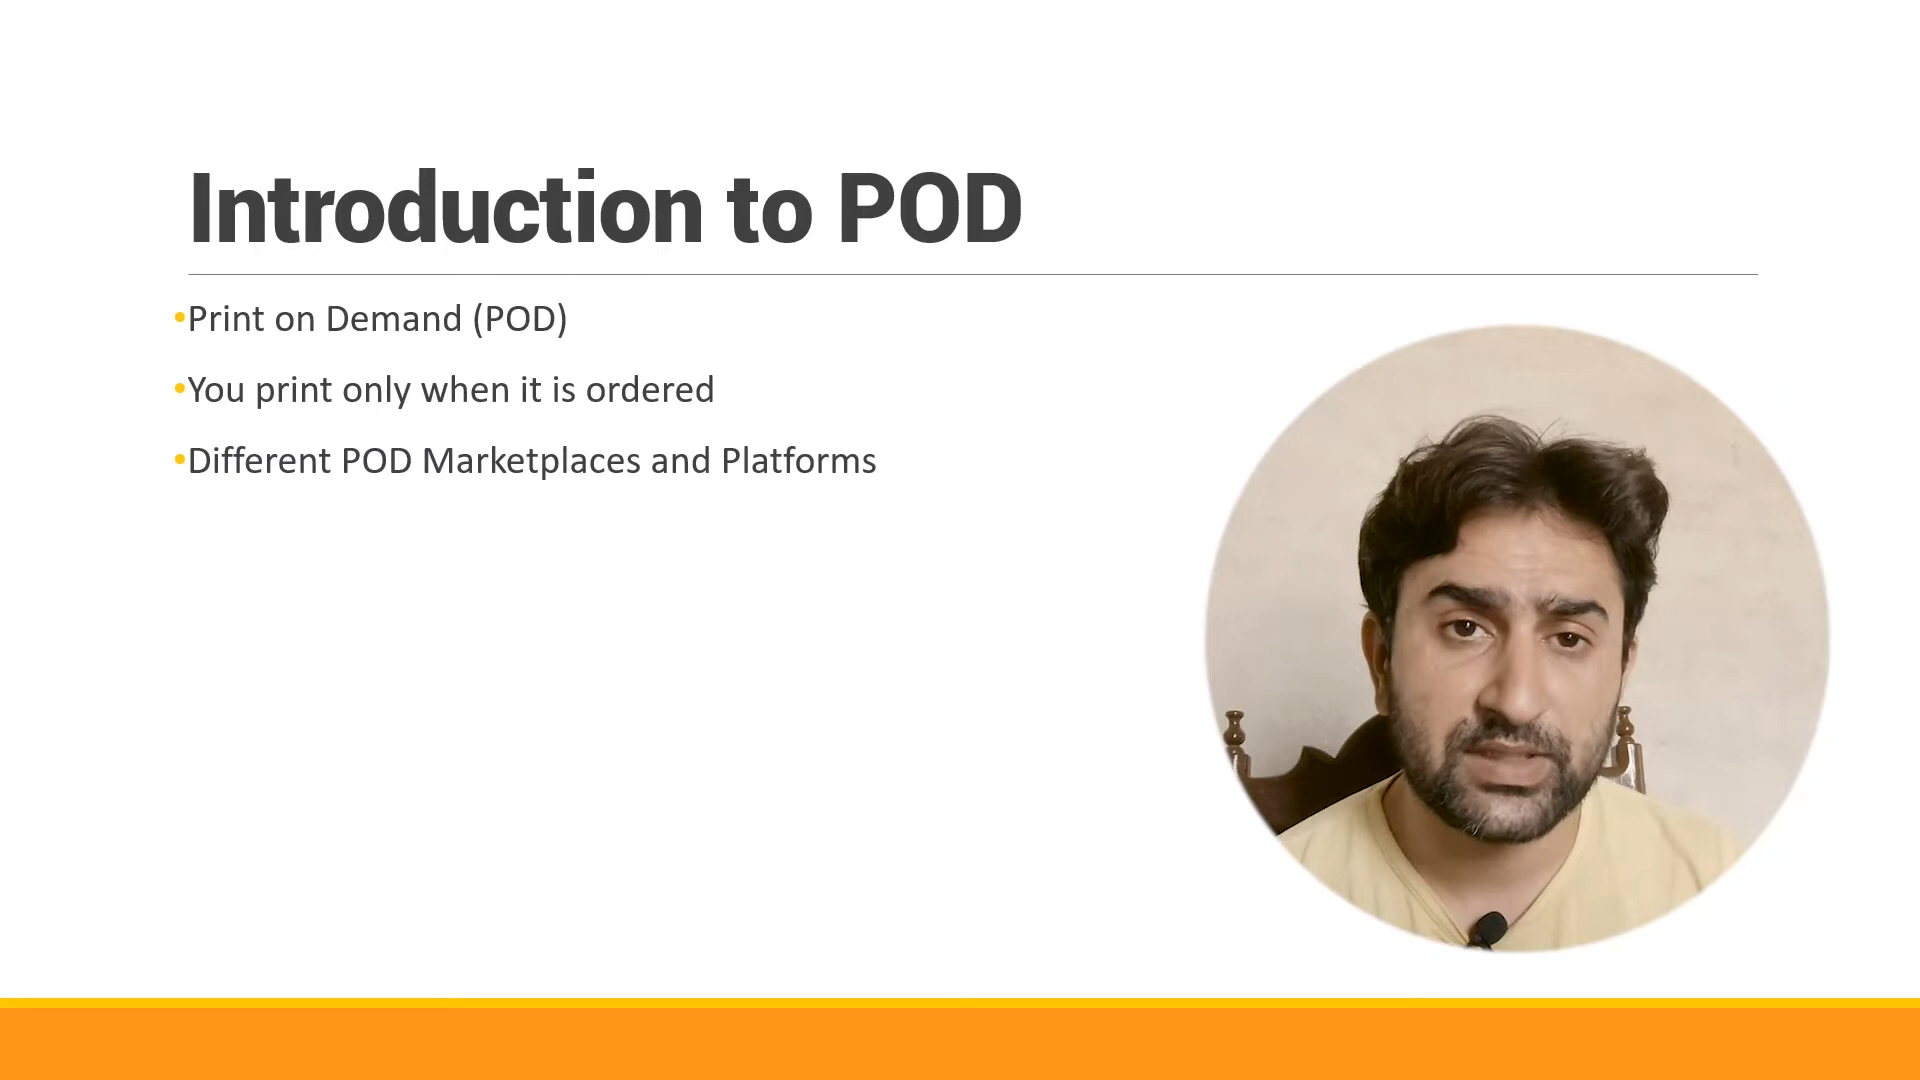 Introduction to POD
•Print on Demand (POD)
•You print only when it is ordered
•Different POD Marketplaces and Platforms